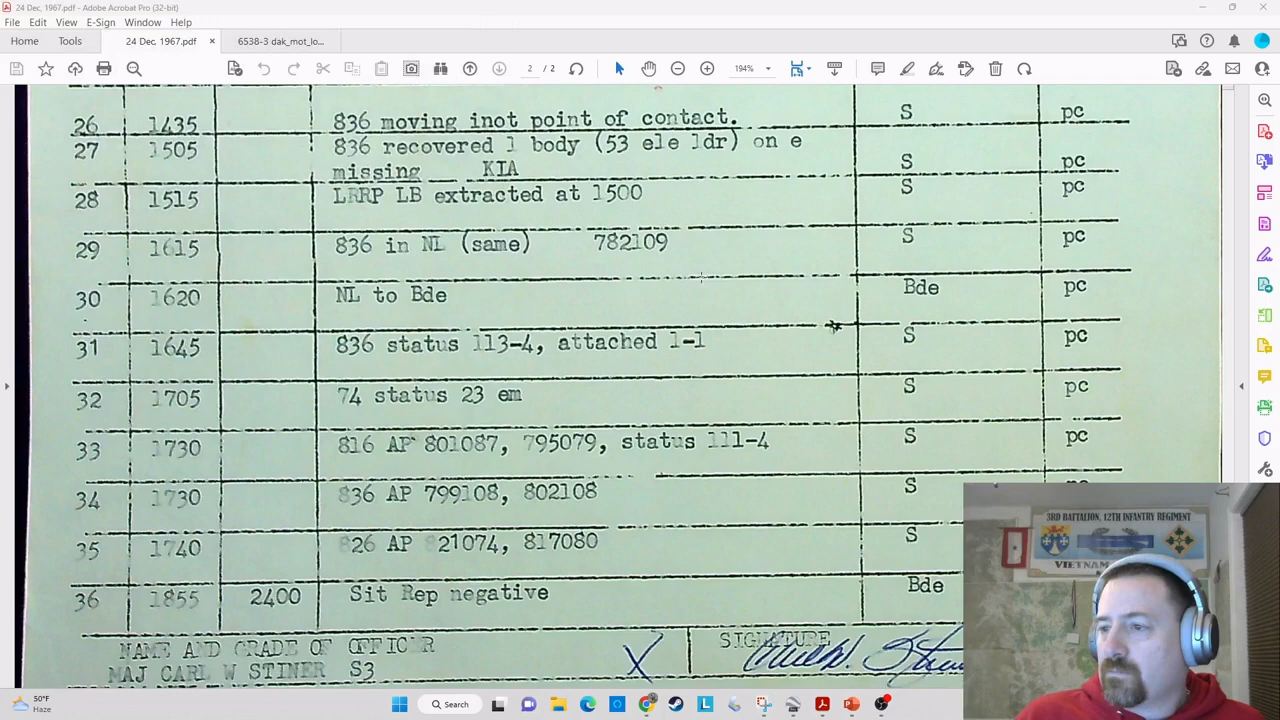 24 Dec, 1967.pdf - Adobe Acrobat Pro (32-bit)
File Edit View E-Sign Window Help
Home Tools 24 Dec, 1967.pdf × 6538-3 dak_mot_lo...
2 / 2 194%
26 1435 836 moving inot point of contact. S pc
27 1505 836 recovered 1 body (53 ele ldr) on e
missing KIA S pc
28 1515 LRRP LB extracted at 1500 S pc
29 1615 836 in NL (same) 782109 S pc
30 1620 NL to Bde Bde pc
31 1645 836 status 113-4, attached 1-1 S pc
32 1705 74 status 23 em S pc
33 1730 816 AP 801087, 795079, status 111-4 S pc
34 1730 836 AP 799108, 802108 S
35 1740 826 AP 821074, 817080 S
36 1855 2400 Sit Rep negative Bde
NAME AND GRADE OF OFFICER X SIGNATURE
MAJ CARL W STINER S3
3RD BATTALION, 12TH INFANTRY REGIMENT
VIETNAM
50°F
Haze
Search